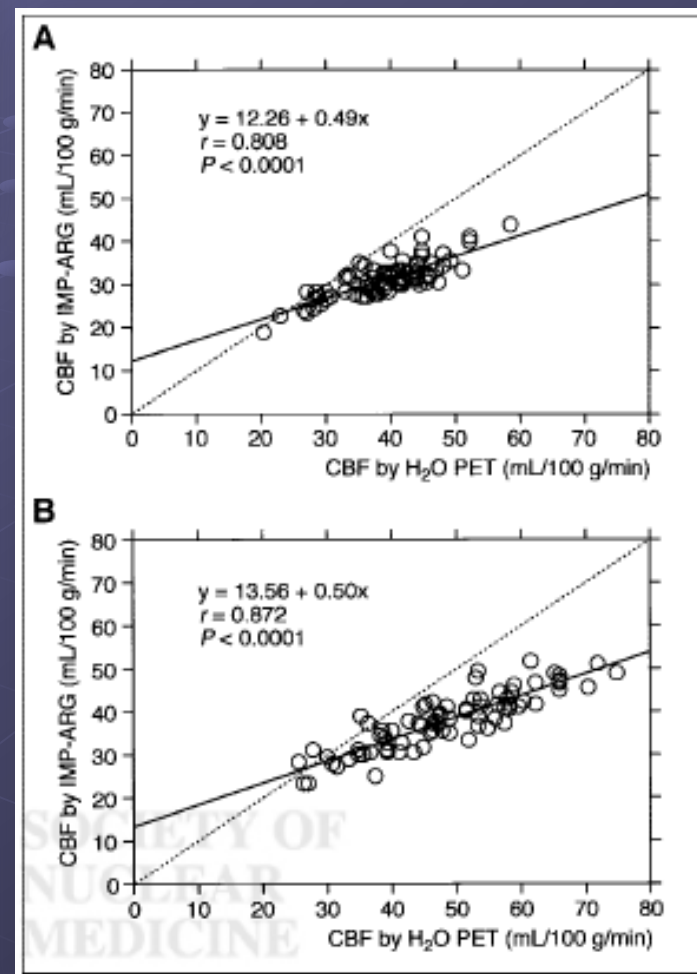 A
CBF by IMP-ARG (mL/100 g/min)
80
70
60
50
40
30
20
10
0
y = 12.26 + 0.49x
r = 0.808
P < 0.0001
0 10 20 30 40 50 60 70 80
CBF by H₂O PET (mL/100 g/min)
B
CBF by IMP-ARG (mL/100 g/min)
80
70
60
50
40
30
20
10
0
y = 13.56 + 0.50x
r = 0.872
P < 0.0001
0 10 20 30 40 50 60 70 80
CBF by H₂O PET (mL/100 g/min)
SOCIETY OF
NUCLEAR
MEDICINE